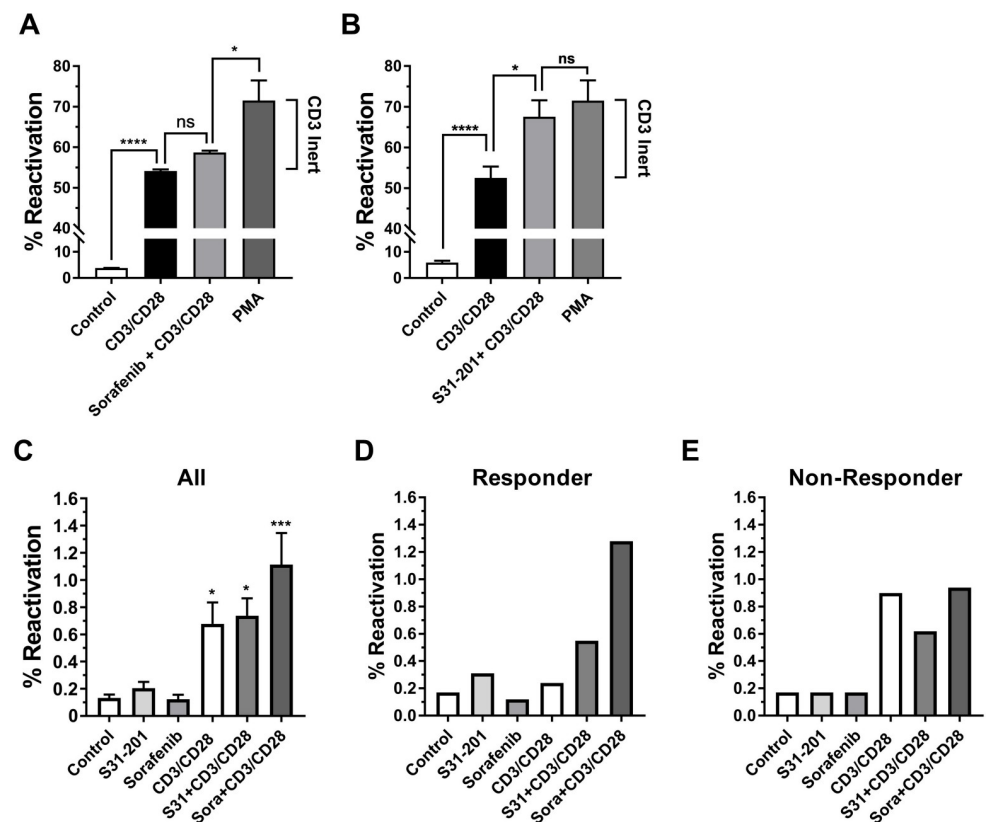 A
% Reactivation
80
70
60
50
40
10
0
****
ns
*
CD3 Inert
Control
CD3/CD28
Sorafenib + CD3/CD28
PMA
B
% Reactivation
80
70
60
50
40
10
0
****
*
ns
CD3 Inert
Control
CD3/CD28
S31-201+ CD3/CD28
PMA
C
All
% Reactivation
1.6
1.4
1.2
1.0
0.8
0.6
0.4
0.2
0
*
*
***
Control
S31-201
Sorafenib
CD3/CD28
S31+CD3/CD28
Sora+CD3/CD28
D
Responder
% Reactivation
1.6
1.4
1.2
1.0
0.8
0.6
0.4
0.2
0.0
Control
S31-201
Sorafenib
CD3/CD28
S31+CD3/CD28
Sora+CD3/CD28
E
Non-Responder
% Reactivation
1.6
1.4
1.2
1.0
0.8
0.6
0.4
0.2
0.0
Control
S31-201
Sorafenib
CD3/CD28
S31+CD3/CD28
Sora+CD3/CD28